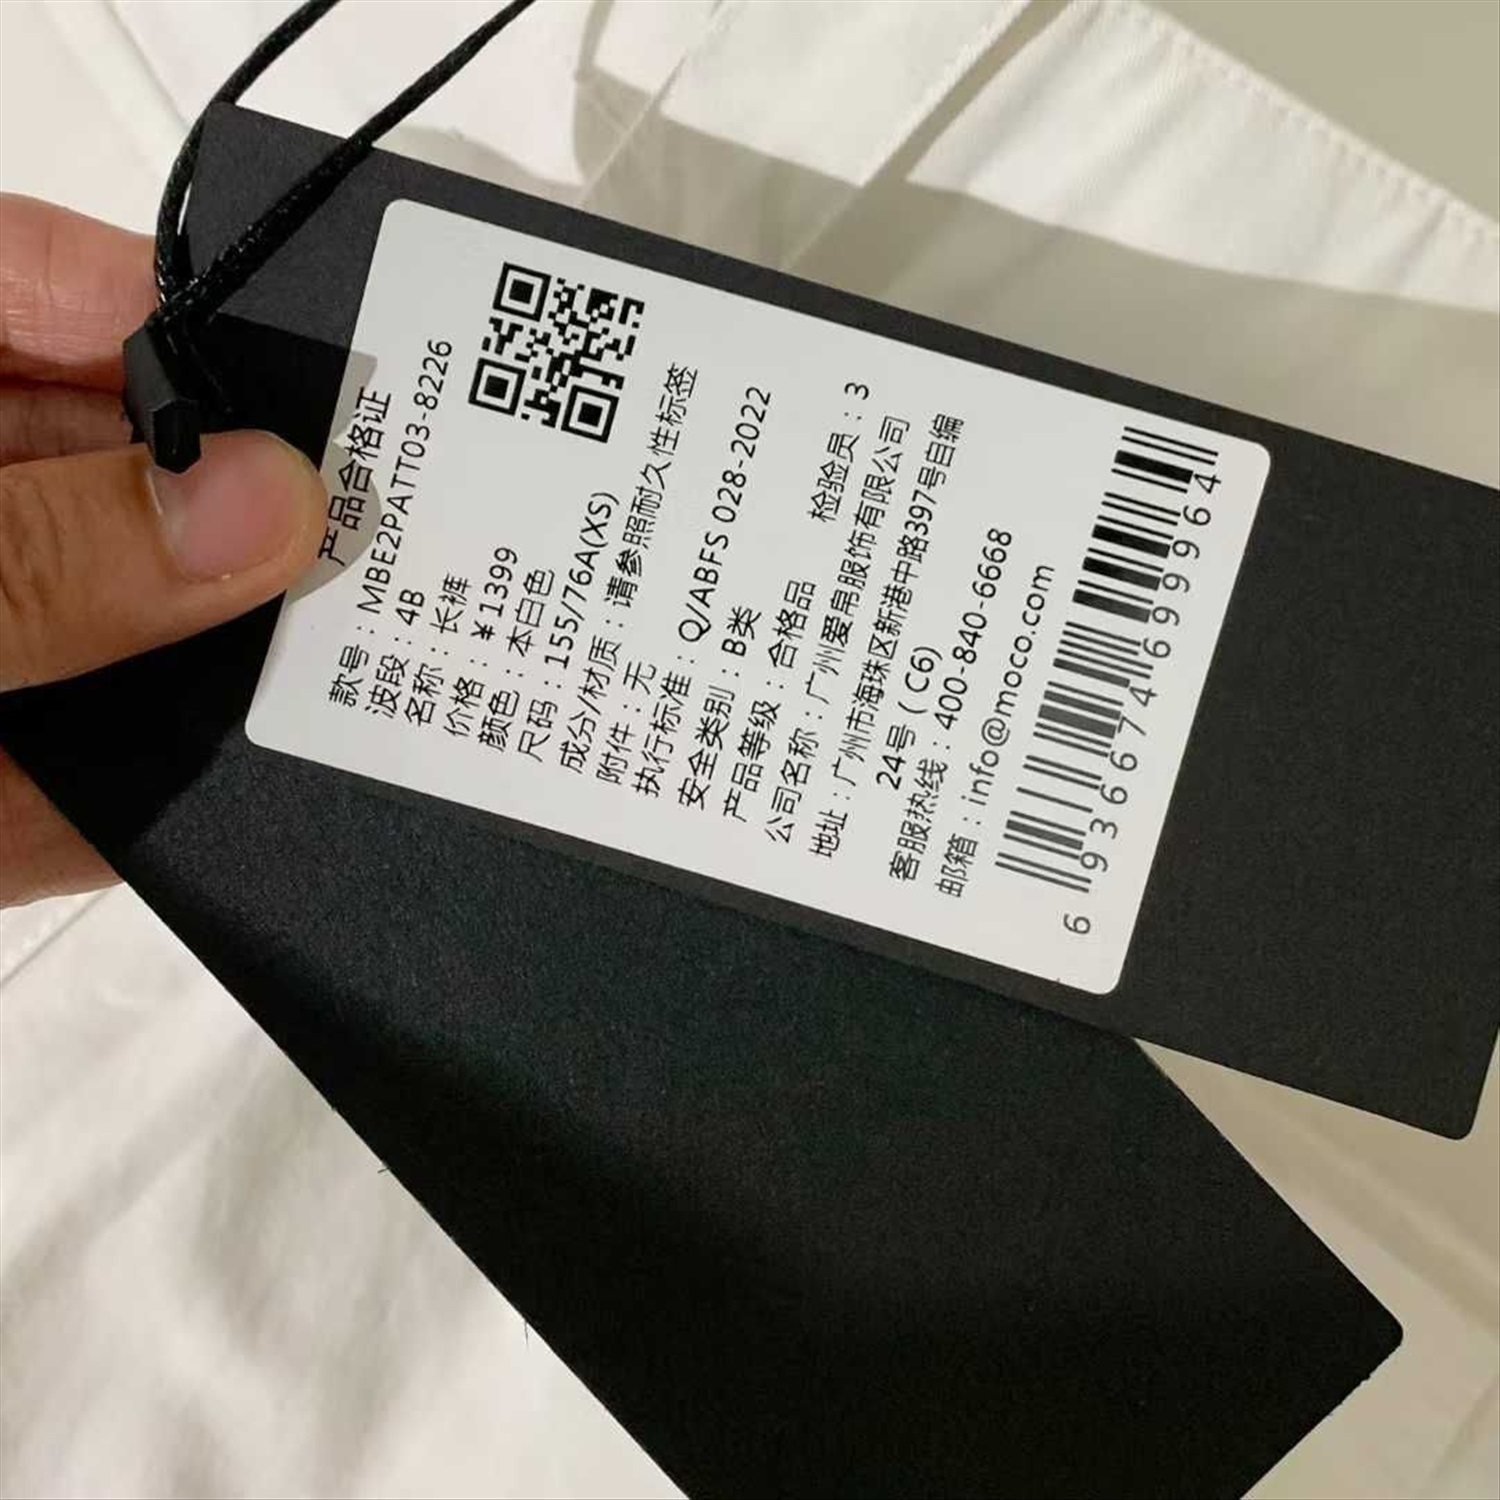 产品合格证
款号：MBE2PATT03-8226
波段：4B
名称：长裤
价格：￥1399
颜色：本白色
尺码：155/76A(XS)
成分/材质：请参照耐久性标签
附件：无
执行标准：Q/ABFS 028-2022
安全类别：B类
产品等级：合格品 检验员：3
公司名称：广州爱帛服饰有限公司
地址：广州市海珠区新港中路397号自编
24号（C6)
客服热线：400-840-6668
邮箱：info@moco.com
6936674699964